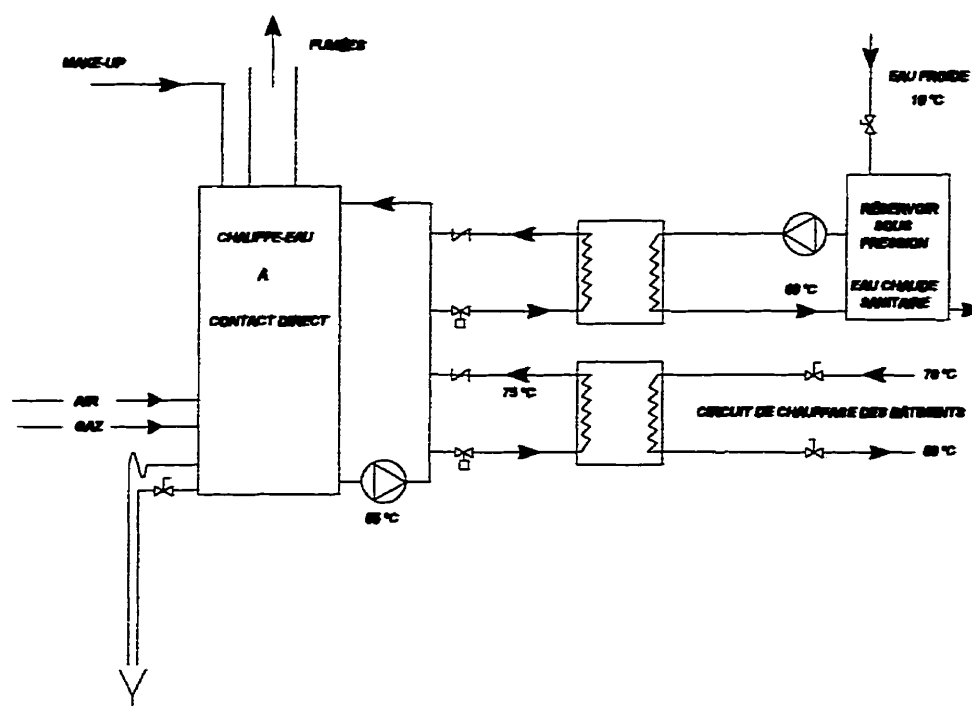 FUMÉES
MAKE-UP
EAU FROIDE
10 °C
CHAUFFE-EAU
À
CONTACT DIRECT
RÉSERVOIR
SOUS
PRESSION
EAU CHAUDE
SANITAIRE
60 °C
75 °C
70 °C
CIRCUIT DE CHAUFFAGE DES BÂTIMENTS
AIR
GAZ